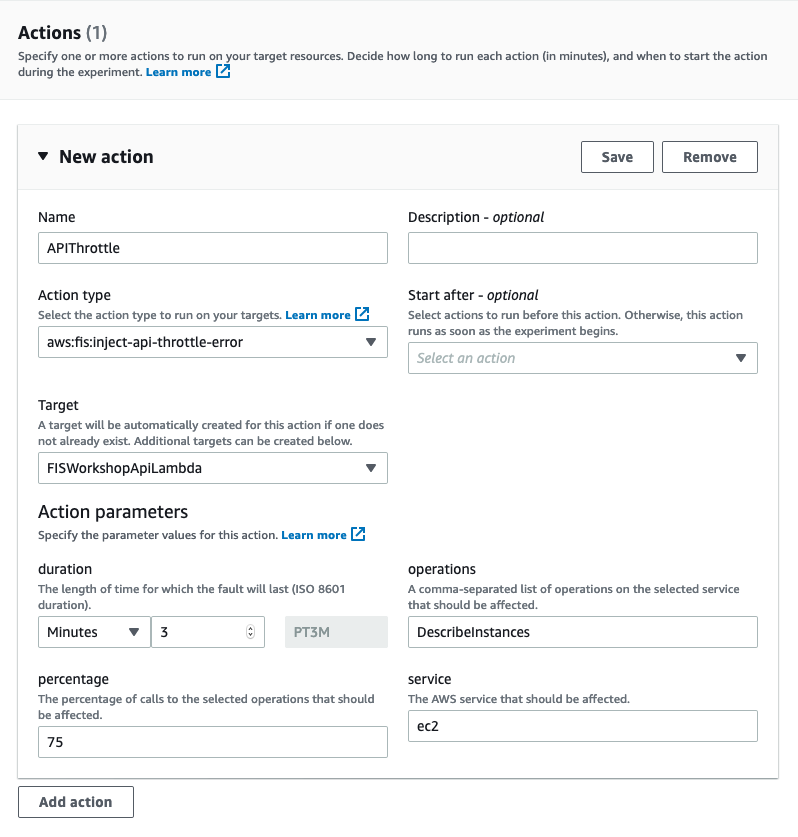 Actions (1)
Specify one or more actions to run on your target resources. Decide how long to run each action (in minutes), and when to start the action
during the experiment. Learn more
New action
Save
Remove
Name
APIThrottle
Description - optional
Action type
Select the action type to run on your targets. Learn more
aws:fis:inject-api-throttle-error
Start after - optional
Select actions to run before this action. Otherwise, this action
runs as soon as the experiment begins.
Select an action
Target
A target will be automatically created for this action if one does
not already exist. Additional targets can be created below.
FISWorkshopApiLambda
Action parameters
Specify the parameter values for this action. Learn more
duration
The length of time for which the fault will last (ISO 8601
duration).
Minutes
3
PT3M
operations
A comma-separated list of operations on the selected service
that should be affected.
DescribeInstances
percentage
The percentage of calls to the selected operations that should
be affected.
75
service
The AWS service that should be affected.
ec2
Add action